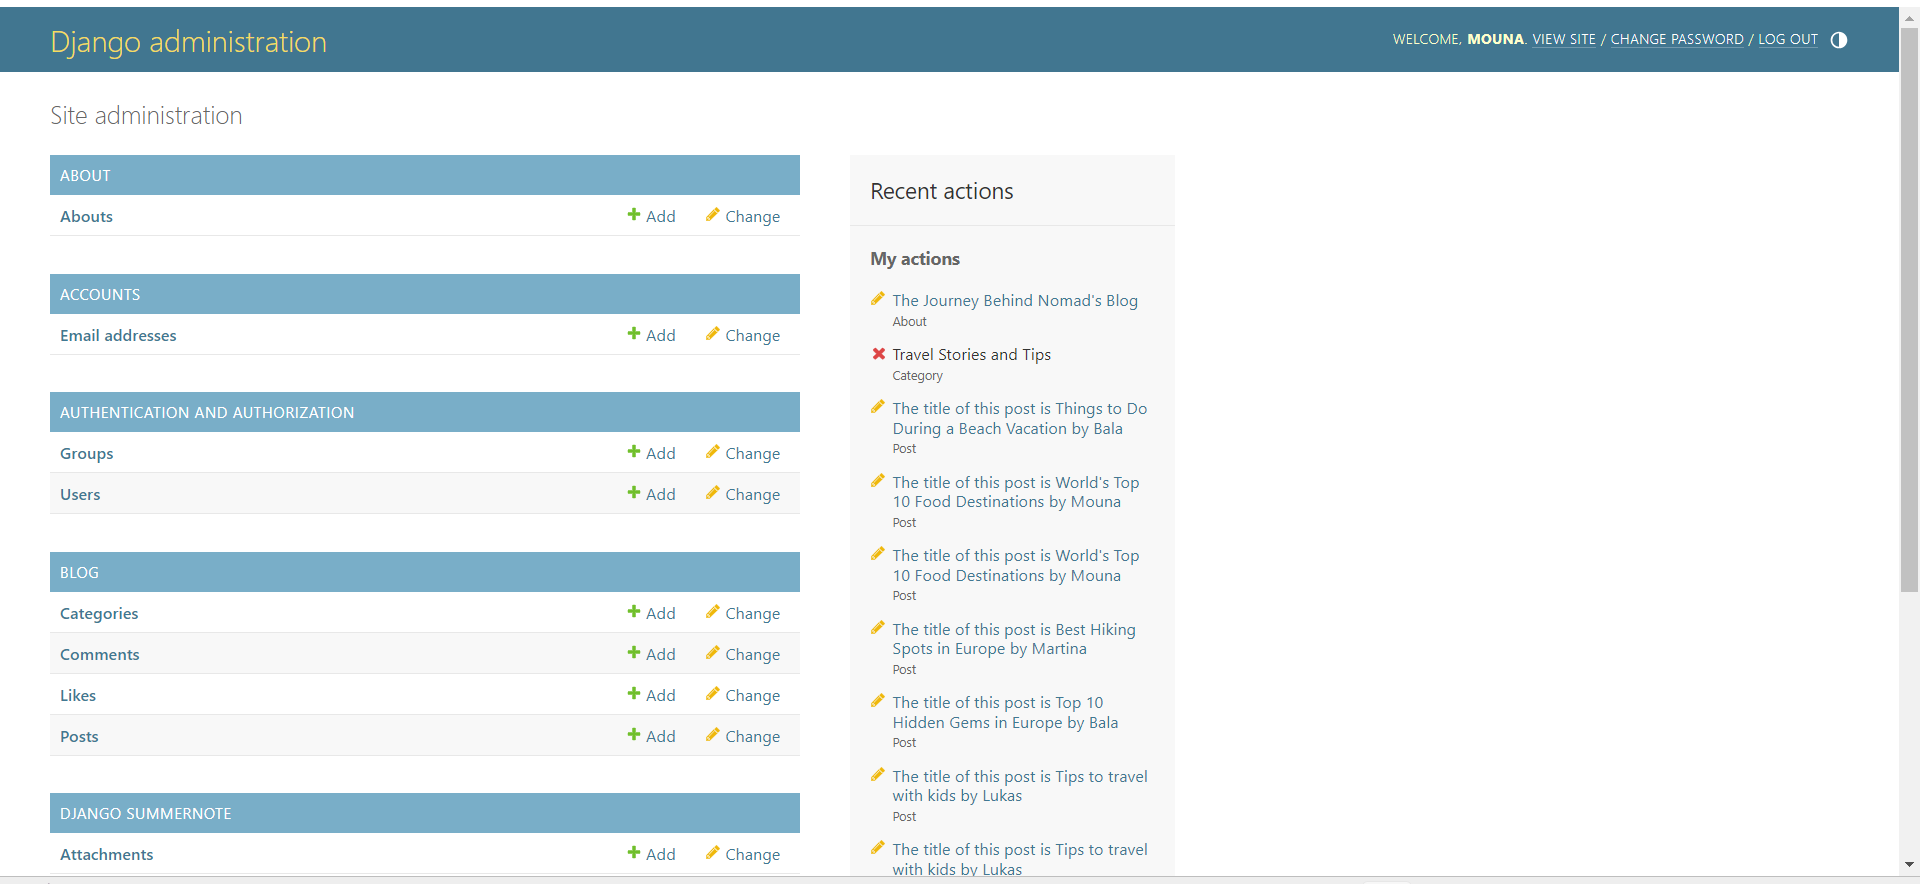 Django administration
WELCOME, MOUNA. VIEW SITE / CHANGE PASSWORD / LOG OUT
Site administration
ABOUT
Abouts Add Change
ACCOUNTS
Email addresses Add Change
AUTHENTICATION AND AUTHORIZATION
Groups Add Change
Users Add Change
BLOG
Categories Add Change
Comments Add Change
Likes Add Change
Posts Add Change
DJANGO SUMMERNOTE
Attachments Add Change
Recent actions
My actions
The Journey Behind Nomad's Blog
About
Travel Stories and Tips
Category
The title of this post is Things to Do
During a Beach Vacation by Bala
Post
The title of this post is World's Top
10 Food Destinations by Mouna
Post
The title of this post is World's Top
10 Food Destinations by Mouna
Post
The title of this post is Best Hiking
Spots in Europe by Martina
Post
The title of this post is Top 10
Hidden Gems in Europe by Bala
Post
The title of this post is Tips to travel
with kids by Lukas
Post
The title of this post is Tips to travel
with kids by Lukas